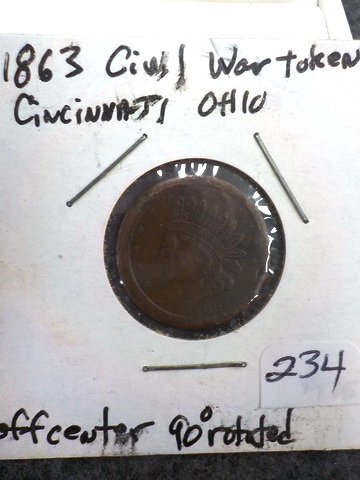 1863 Civil War token
Cincinnati Ohio
234
offcenter 90° rotated